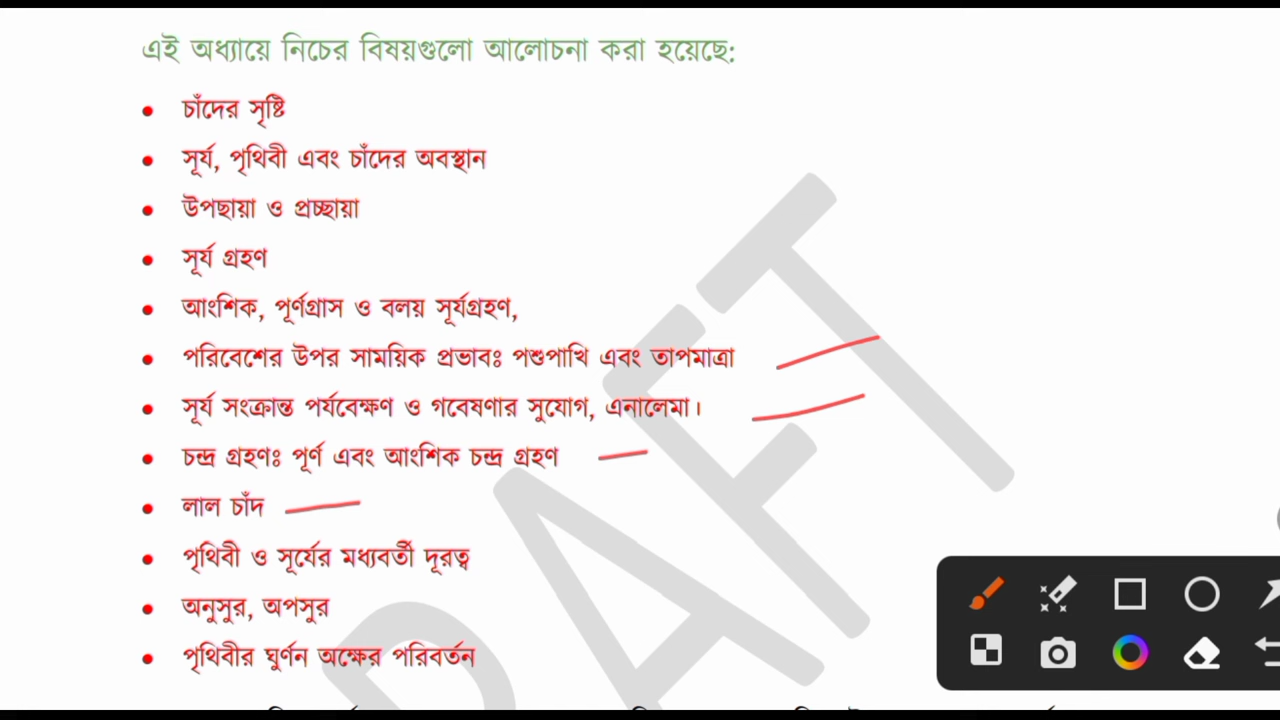 এই অধ্যায়ে নিচের বিষয়গুলো আলোচনা করা হয়েছে:
• চাঁদের সৃষ্টি
• সূর্য, পৃথিবী এবং চাঁদের অবস্থান
• উপছায়া ও প্রচ্ছায়া
• সূর্য গ্রহণ
• আংশিক, পূর্ণগ্রাস ও বলয় সূর্যগ্রহণ,
• পরিবেশের উপর সাময়িক প্রভাবঃ পশুপাখি এবং তাপমাত্রা
• সূর্য সংক্রান্ত পর্যবেক্ষণ ও গবেষণার সুযোগ, এনালেমা।
• চন্দ্র গ্রহণঃ পূর্ণ এবং আংশিক চন্দ্র গ্রহণ
• লাল চাঁদ
• পৃথিবী ও সূর্যের মধ্যবর্তী দূরত্ব
• অনুসুর, অপসুর
• পৃথিবীর ঘুর্ণন অক্ষের পরিবর্তন
DRAFT